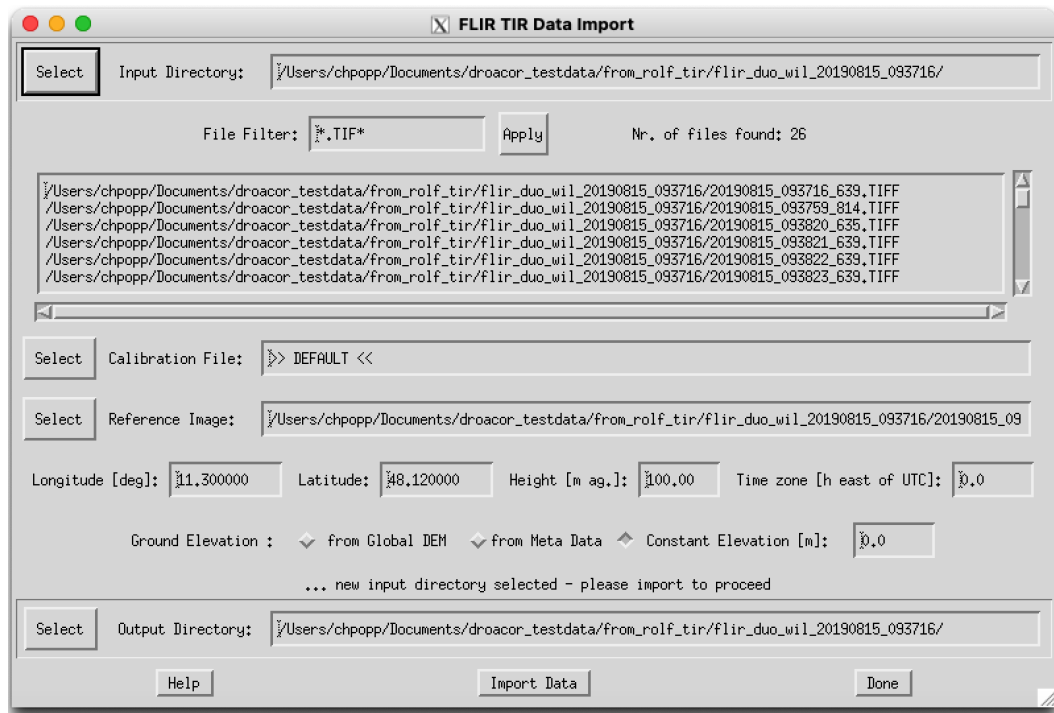 FLIR TIR Data Import
Select Input Directory: /Users/chpopp/Documents/droacor_testdata/from_rolf_tir/flir_duo_wil_20190815_093716/
File Filter: *.TIF* Apply Nr. of files found: 26
/Users/chpopp/Documents/droacor_testdata/from_rolf_tir/flir_duo_wil_20190815_093716/20190815_093716_639.TIFF
/Users/chpopp/Documents/droacor_testdata/from_rolf_tir/flir_duo_wil_20190815_093716/20190815_093759_814.TIFF
/Users/chpopp/Documents/droacor_testdata/from_rolf_tir/flir_duo_wil_20190815_093716/20190815_093820_635.TIFF
/Users/chpopp/Documents/droacor_testdata/from_rolf_tir/flir_duo_wil_20190815_093716/20190815_093821_639.TIFF
/Users/chpopp/Documents/droacor_testdata/from_rolf_tir/flir_duo_wil_20190815_093716/20190815_093822_639.TIFF
/Users/chpopp/Documents/droacor_testdata/from_rolf_tir/flir_duo_wil_20190815_093716/20190815_093823_639.TIFF
Select Calibration File: >> DEFAULT <<
Select Reference Image: /Users/chpopp/Documents/droacor_testdata/from_rolf_tir/flir_duo_wil_20190815_093716/20190815_09
Longitude [deg]: 11.300000 Latitude: 48.120000 Height [m ag.]: 100.00 Time zone [h east of UTC]: 0.0
Ground Elevation : from Global DEM from Meta Data Constant Elevation [m]: 0.0
... new input directory selected - please import to proceed
Select Output Directory: /Users/chpopp/Documents/droacor_testdata/from_rolf_tir/flir_duo_wil_20190815_093716/
Help Import Data Done